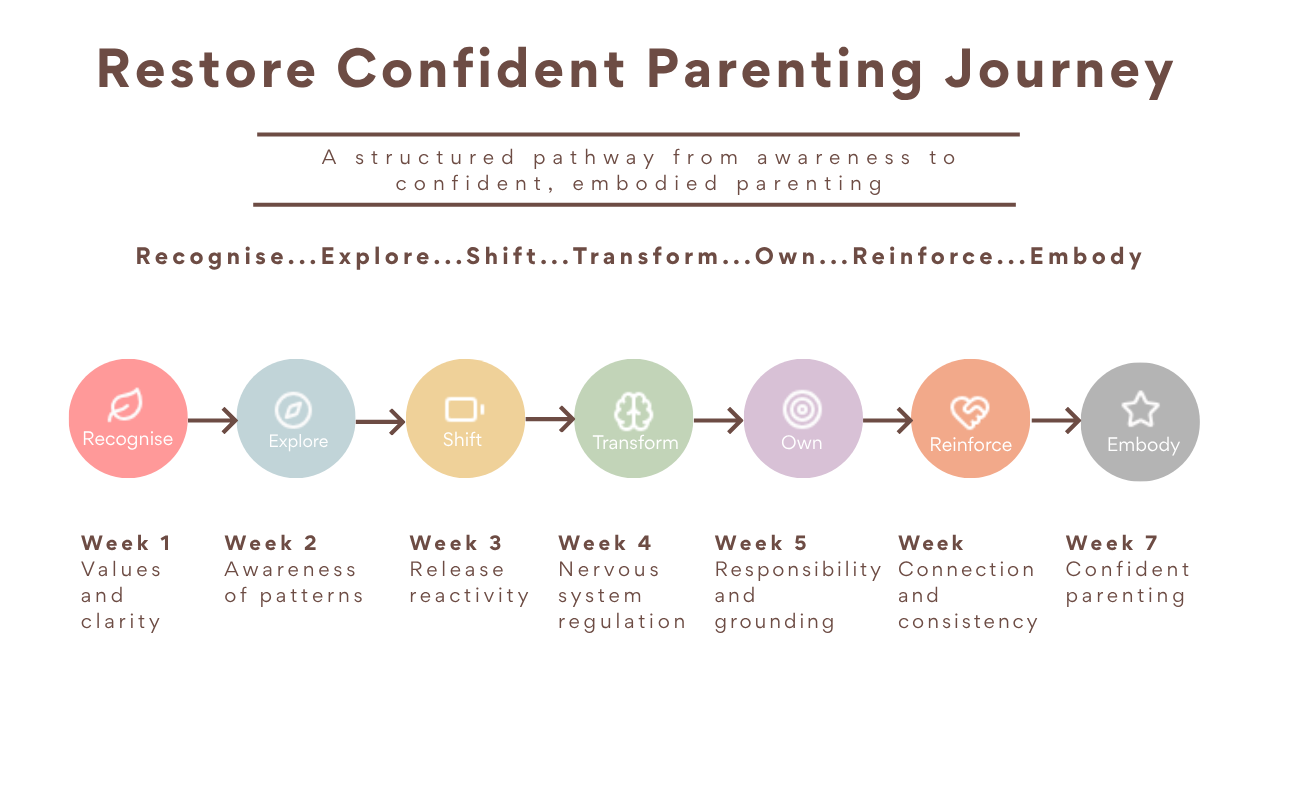 Restore Confident Parenting Journey
A structured pathway from awareness to
confident, embodied parenting
Recognise...Explore...Shift...Transform...Own...Reinforce...Embody
Recognise
Explore
Shift
Transform
Own
Reinforce
Embody
Week 1
Values
and
clarity
Week 2
Awareness
of patterns
Week 3
Release
reactivity
Week 4
Nervous
system
regulation
Week 5
Responsibility
and
grounding
Week
Connection
and
consistency
Week 7
Confident
parenting